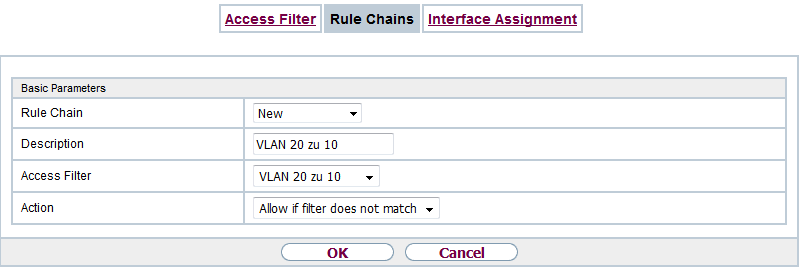 Access Filter Rule Chains Interface Assignment
Basic Parameters
Rule Chain New
Description VLAN 20 zu 10
Access Filter VLAN 20 zu 10
Action Allow if filter does not match
OK Cancel